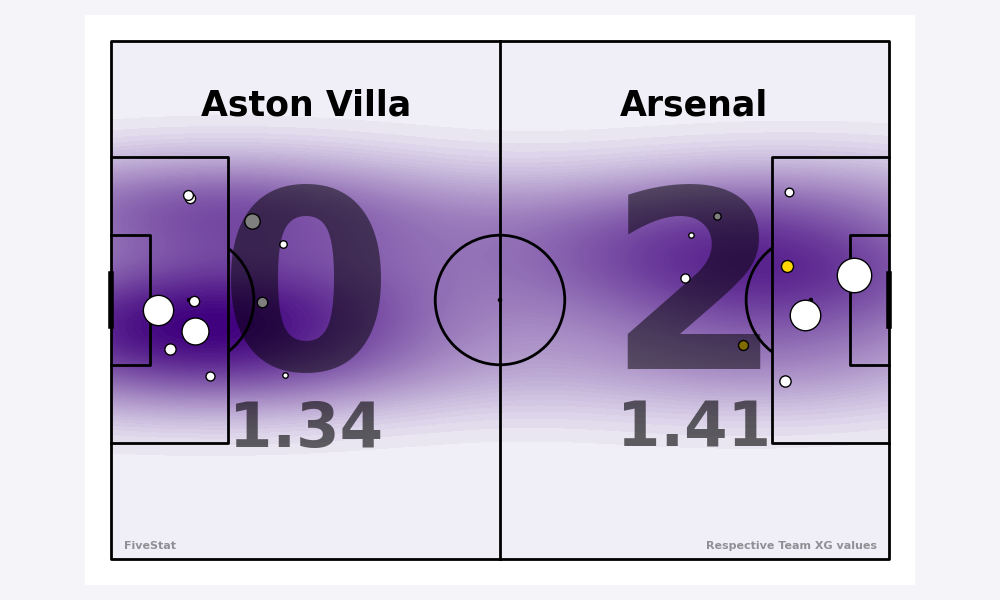 Aston Villa
Arsenal
0
2
1.34
1.41
FiveStat
Respective Team XG values